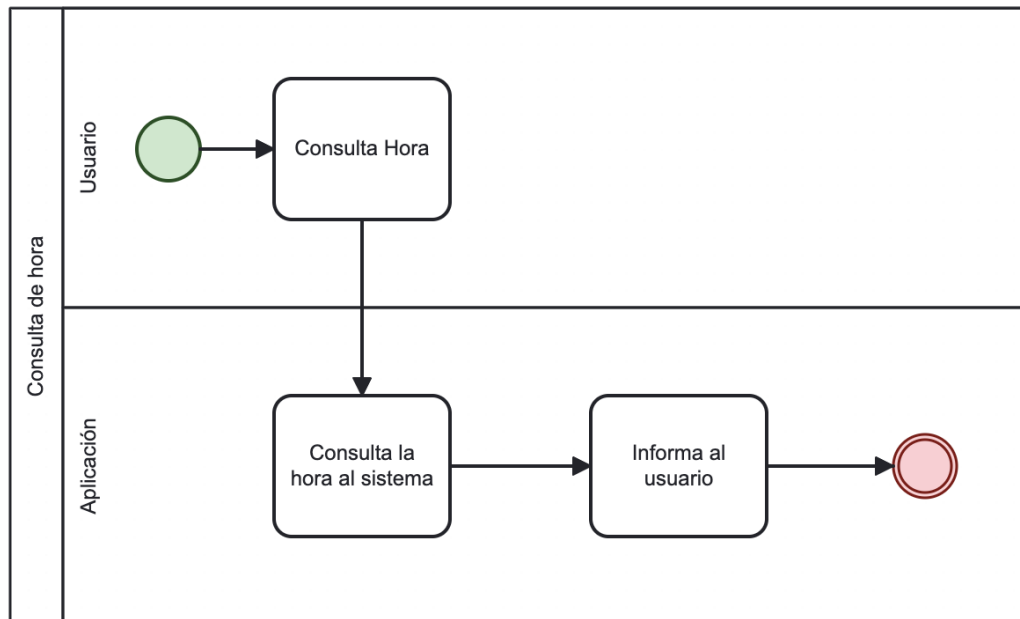 Consulta de hora
Usuario
Consulta Hora
Aplicación
Consulta la
hora al sistema
Informa al
usuario